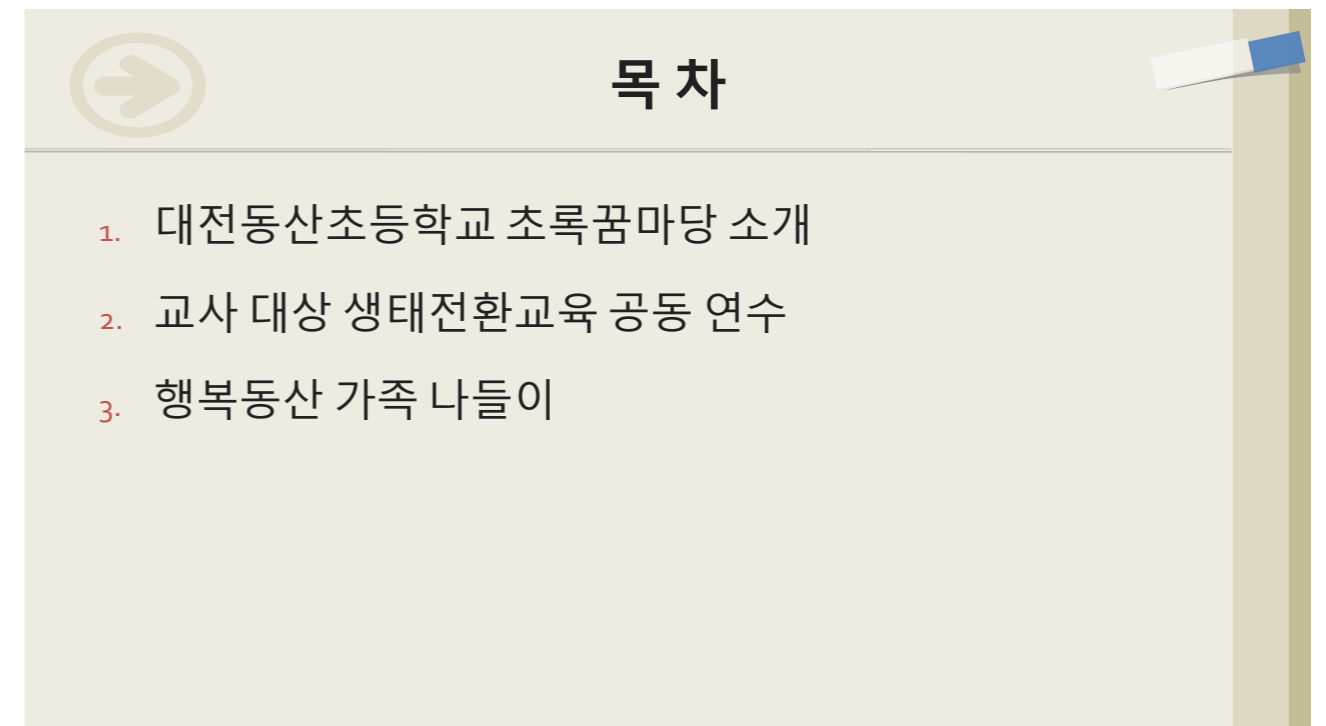 목 차
1. 대전동산초등학교 초록꿈마당 소개
2. 교사 대상 생태전환교육 공동 연수
3. 행복동산 가족 나들이